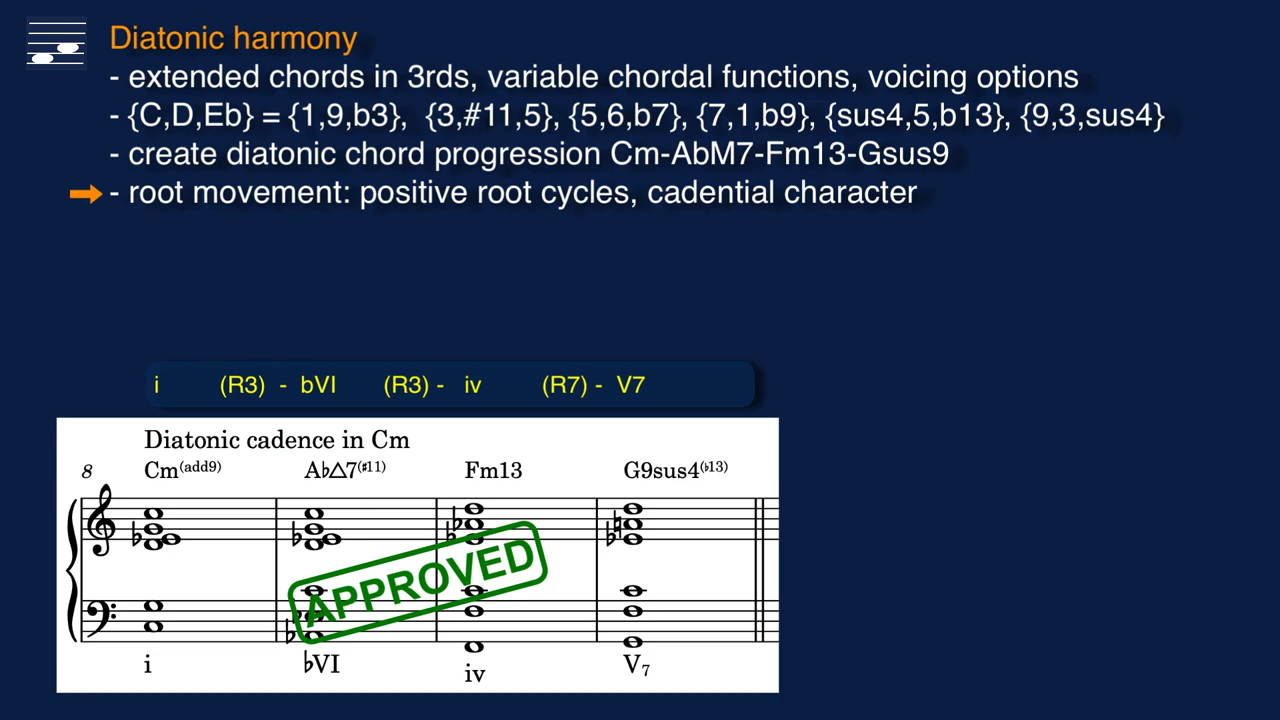 Diatonic harmony
- extended chords in 3rds, variable chordal functions, voicing options
- {C,D,Eb} = {1,9,b3}, {3,#11,5}, {5,6,b7}, {7,1,b9}, {sus4,5,b13}, {9,3,sus4}
- create diatonic chord progression Cm-AbM7-Fm13-Gsus9
- root movement: positive root cycles, cadential character
i (R3) - bVI (R3) - iv (R7) - V7
Diatonic cadence in Cm
8 Cm(add9) A♭△7(♯11) Fm13 G9sus4(♭13)
APPROVED
i ♭VI iv V7